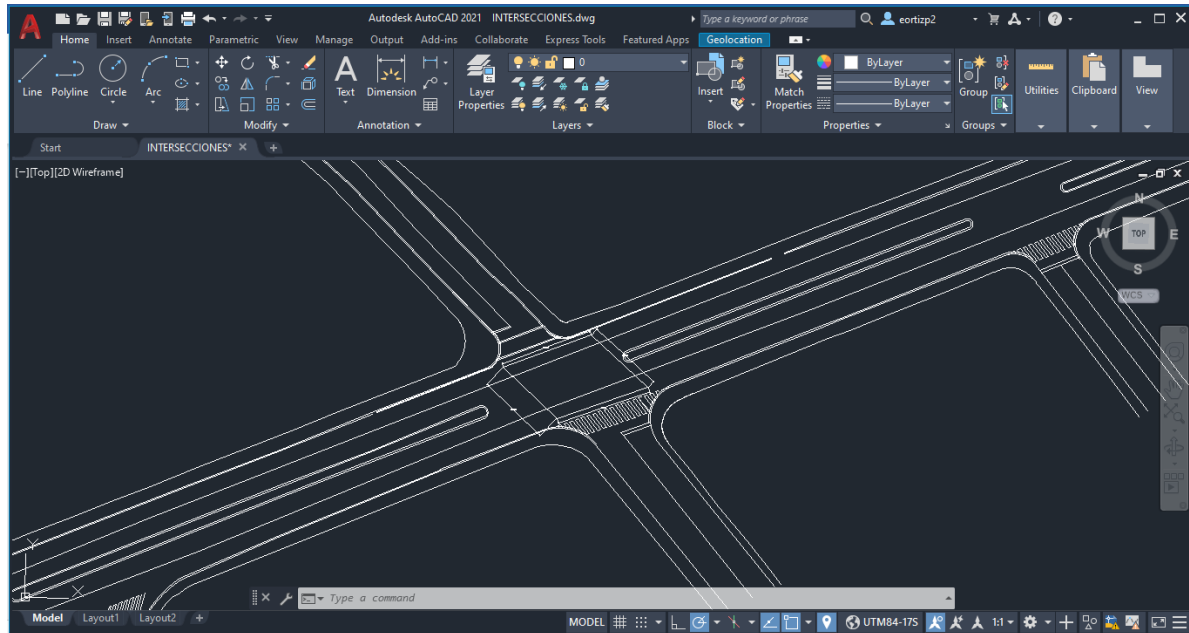 Autodesk AutoCAD 2021 INTERSECCIONES.dwg
Type a keyword or phrase
eortizp2
Home Insert Annotate Parametric View Manage Output Add-ins Collaborate Express Tools Featured Apps Geolocation
0
ByLayer
ByLayer
ByLayer
Line Polyline Circle Arc
Text Dimension
Layer
Properties
Insert
Match
Properties
Group
Utilities Clipboard View
Draw Modify Annotation Layers Block Properties Groups
Start INTERSECCIONES*
[−][Top][2D Wireframe]
N
W TOP E
S
WCS
Y
X
Type a command
Model Layout1 Layout2 +
MODEL UTM84-17S 1:1